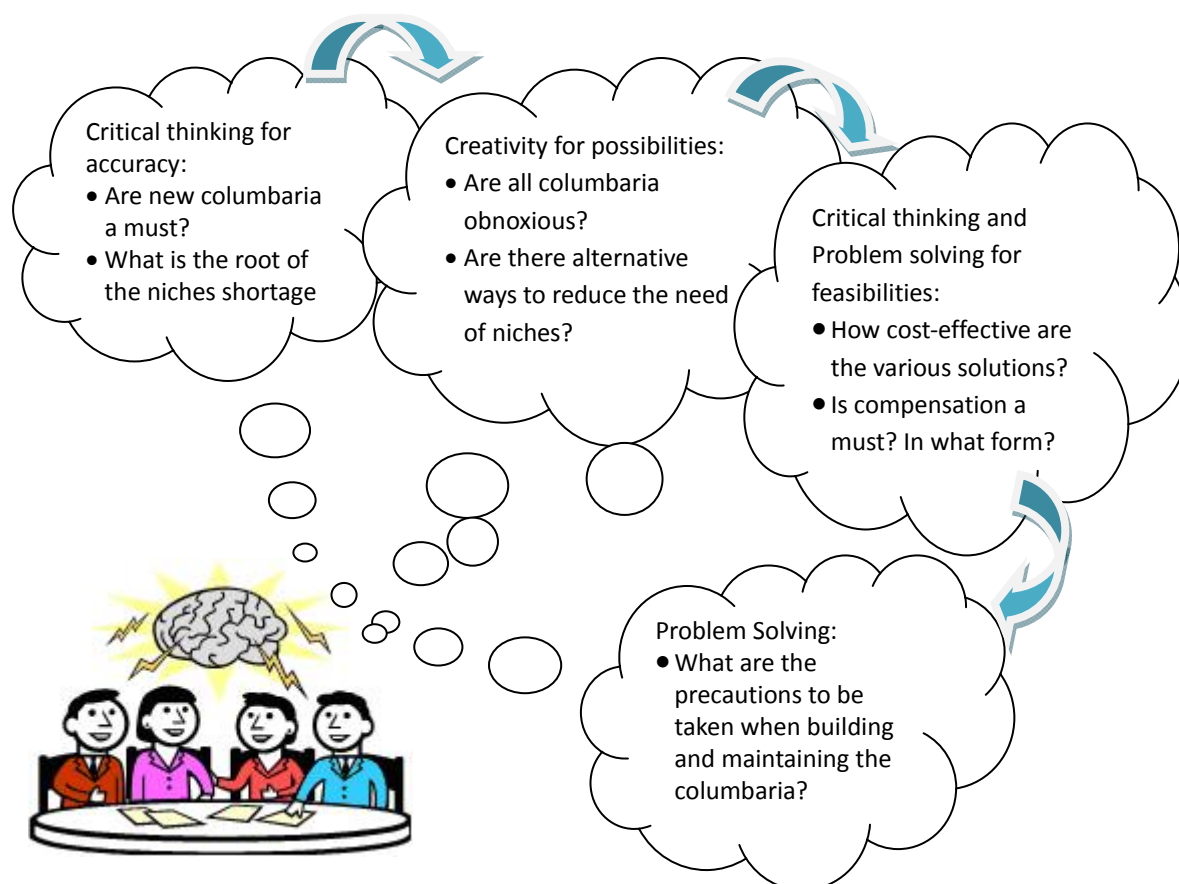 Critical thinking for
accuracy:
• Are new columbaria
a must?
• What is the root of
the niches shortage
Creativity for possibilities:
• Are all columbaria
obnoxious?
• Are there alternative
ways to reduce the need
of niches?
Critical thinking and
Problem solving for
feasibilities:
• How cost-effective are
the various solutions?
• Is compensation a
must? In what form?
Problem Solving:
• What are the
precautions to be
taken when building
and maintaining the
columbaria?